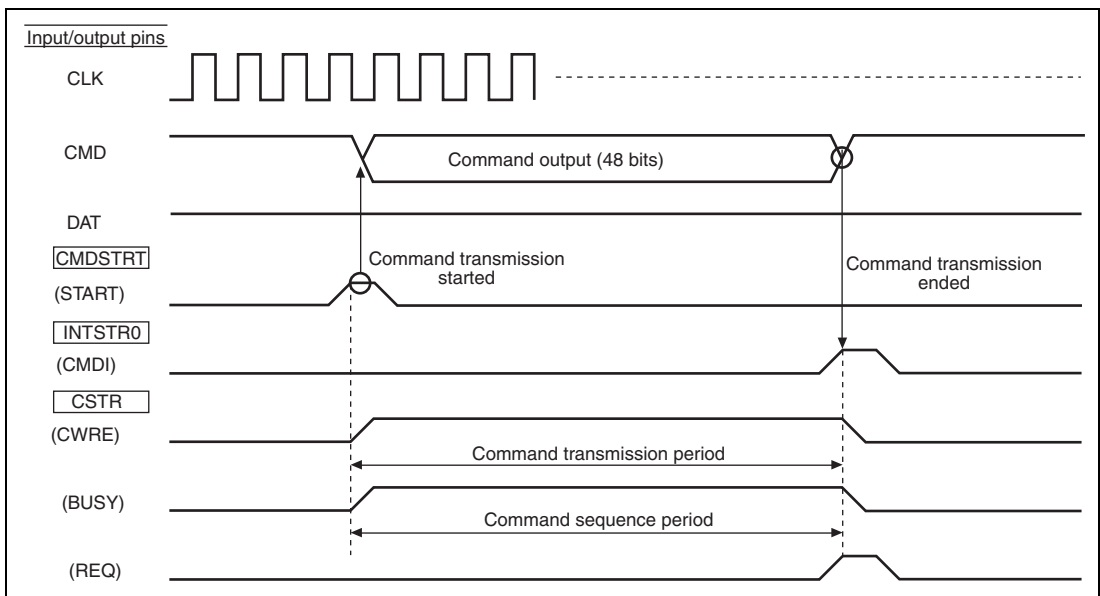 Input/output pins
CLK
CMD
Command output (48 bits)
DAT
CMDSTRT
(START)
Command transmission
started
Command transmission
ended
INTSTR0
(CMDI)
CSTR
(CWRE)
Command transmission period
(BUSY)
Command sequence period
(REQ)